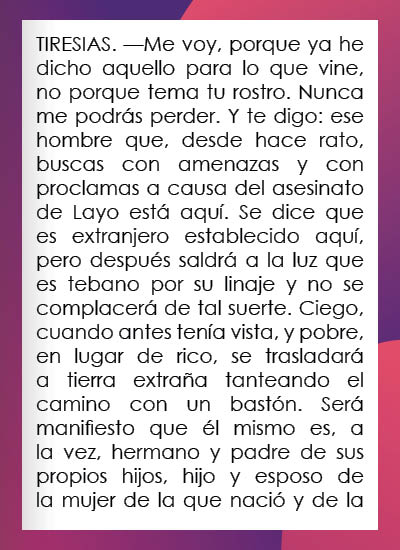 TIRESIAS. —Me voy, porque ya he
dicho aquello para lo que vine,
no porque tema tu rostro. Nunca
me podrás perder. Y te digo: ese
hombre que, desde hace rato,
buscas con amenazas y con
proclamas a causa del asesinato
de Layo está aquí. Se dice que
es extranjero establecido aquí,
pero después saldrá a la luz que
es tebano por su linaje y no se
complacerá de tal suerte. Ciego,
cuando antes tenía vista, y pobre,
en lugar de rico, se trasladará
a tierra extraña tanteando el
camino con un bastón. Será
manifiesto que él mismo es, a
la vez, hermano y padre de sus
propios hijos, hijo y esposo de
la mujer de la que nació y de la